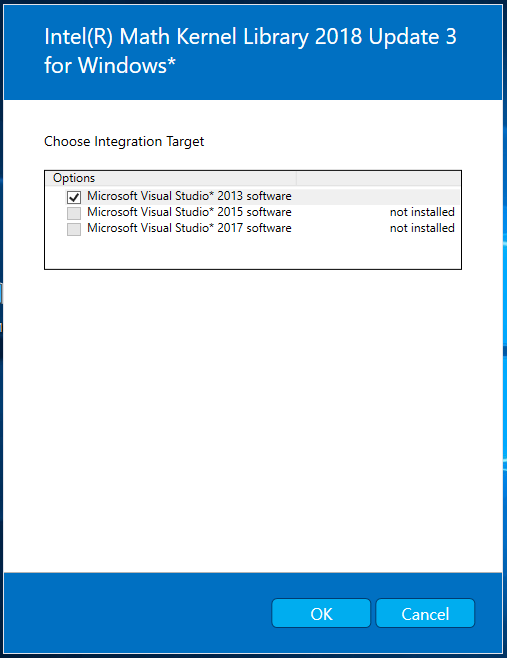 Intel(R) Math Kernel Library 2018 Update 3
for Windows*
Choose Integration Target
Options
Microsoft Visual Studio* 2013 software
Microsoft Visual Studio* 2015 software not installed
Microsoft Visual Studio* 2017 software not installed
OK Cancel